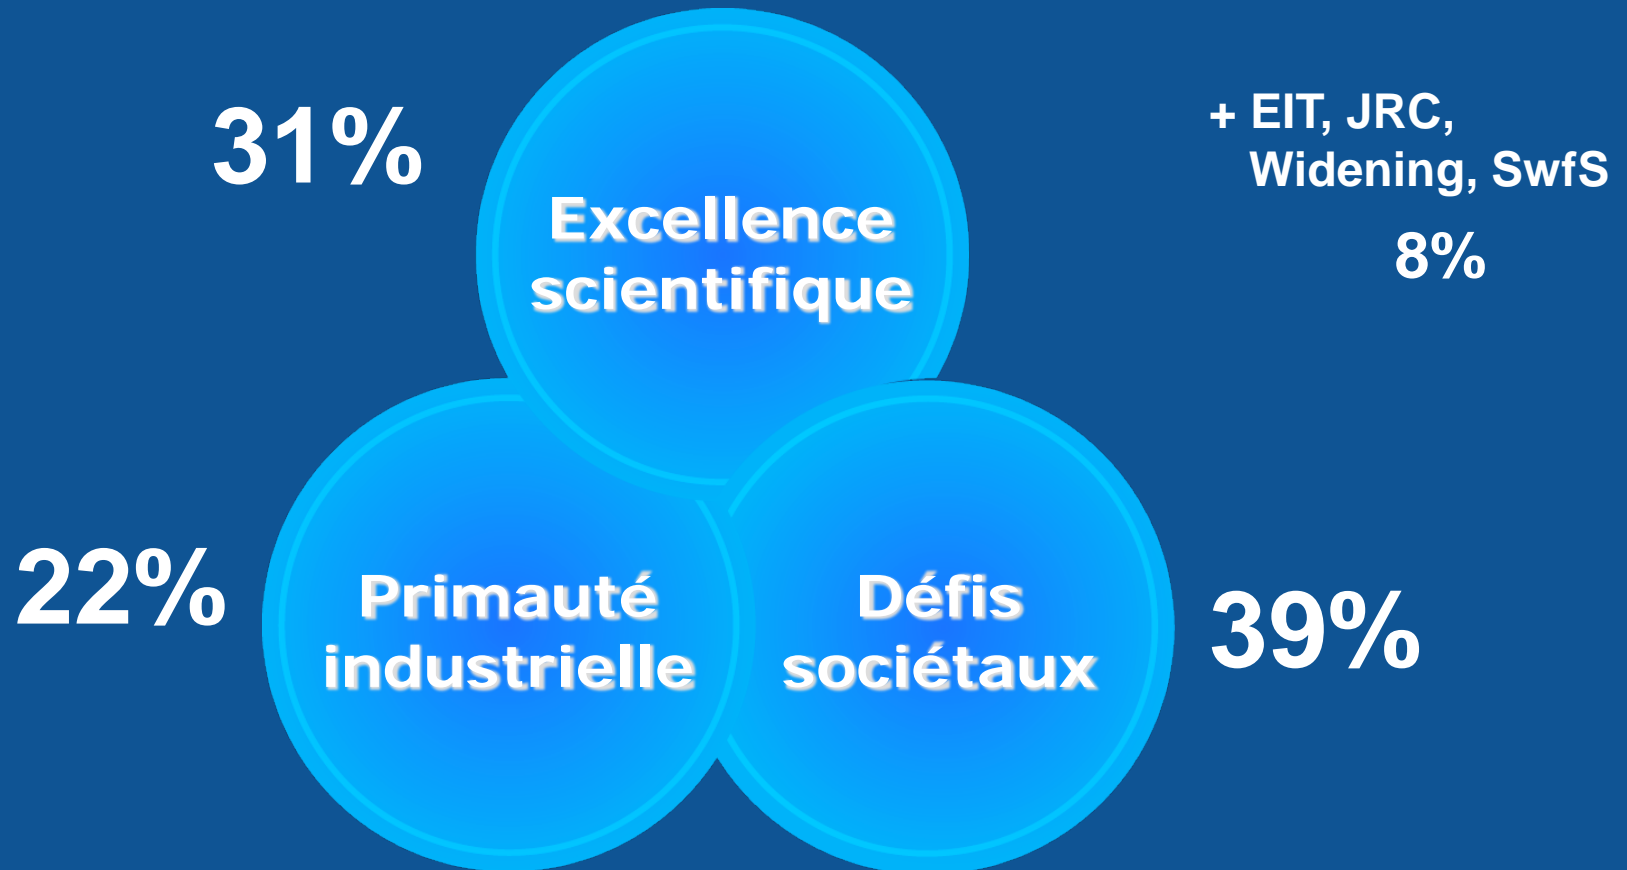 31%
Excellence
scientifique
+ EIT, JRC,
Widening, SwfS
8%
22%
Primauté
industrielle
Défis
sociétaux
39%